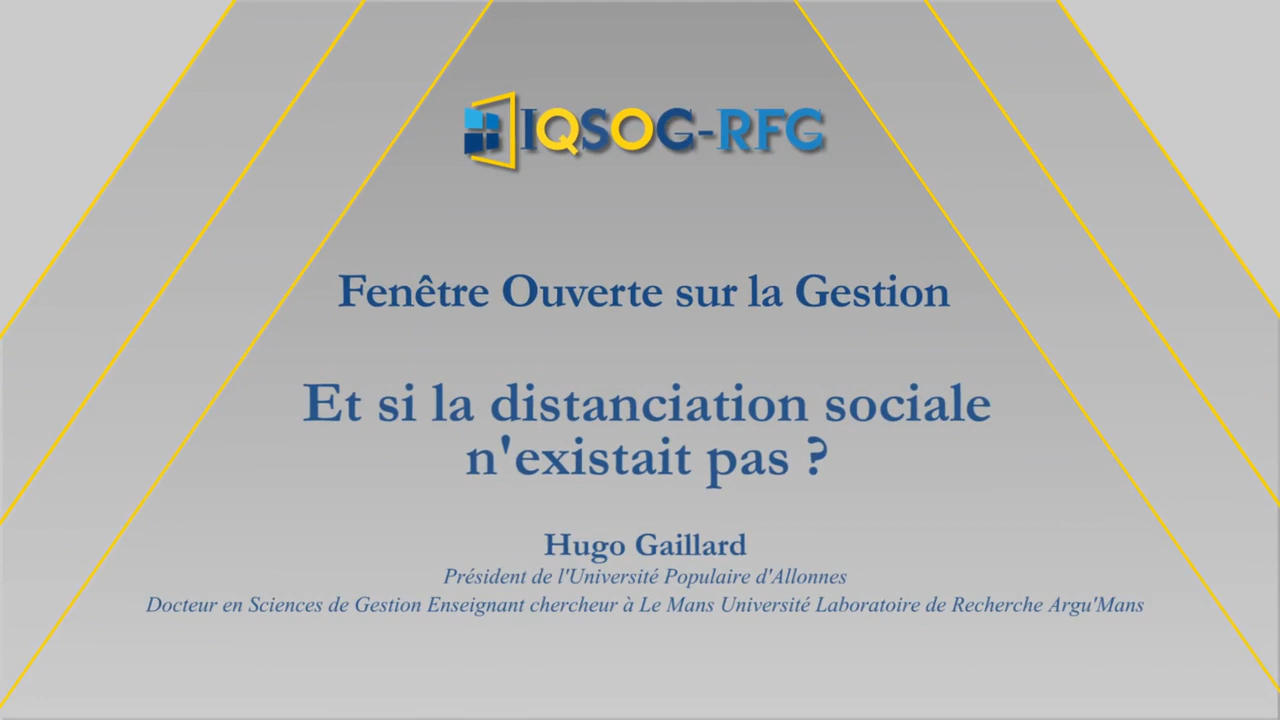 IQSOG-RFG
Fenêtre Ouverte sur la Gestion
Et si la distanciation sociale
n'existait pas ?
Hugo Gaillard
Président de l'Université Populaire d'Allonnes
Docteur en Sciences de Gestion Enseignant chercheur à Le Mans Université Laboratoire de Recherche Argu'Mans